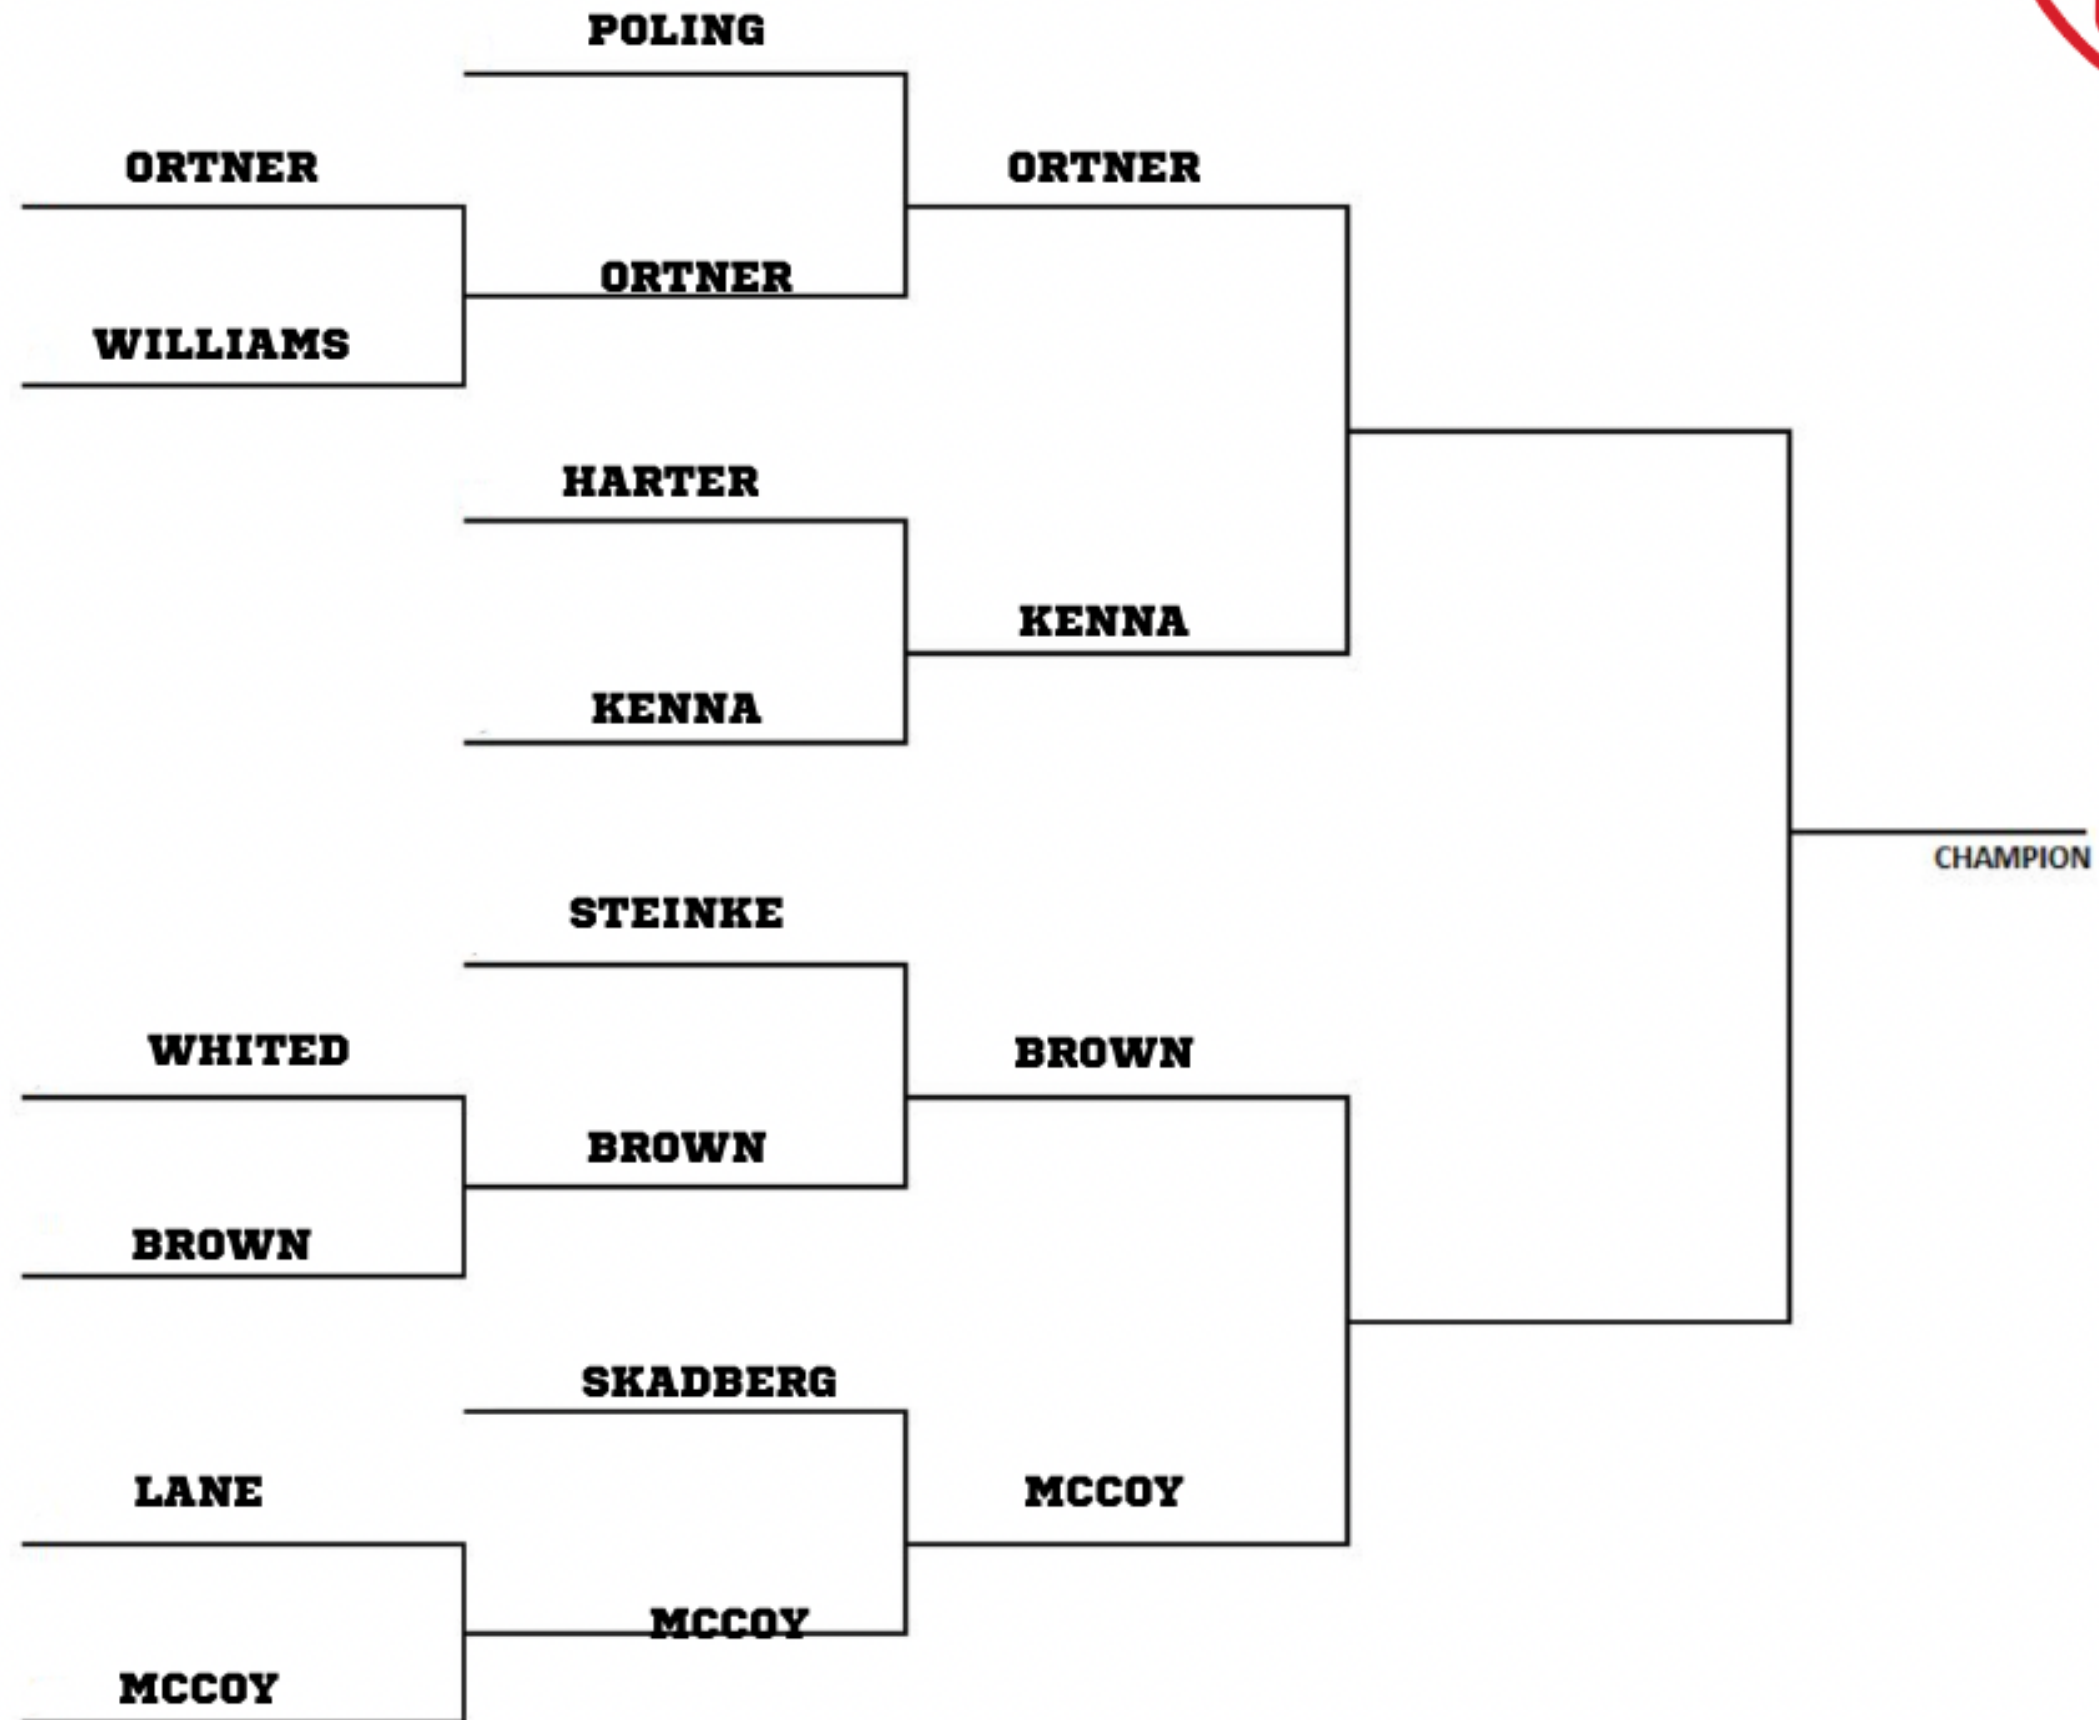 POLING
ORTNER
ORTNER
ORTNER
WILLIAMS
HARTER
KENNA
KENNA
CHAMPION
STEINKE
WHITED
BROWN
BROWN
BROWN
SKADBERG
LANE
MCCOY
MCCOY
MCCOY